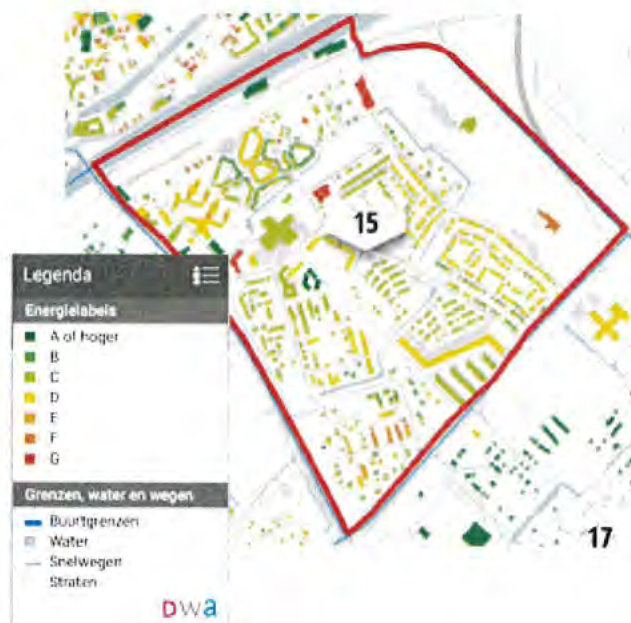 15
Legenda
Energielabels
A of hoger
B
C
D
E
F
G
Grenzen, water en wegen
Buurtgrenzen
Water
Snelwegen
Straten
DWA
17